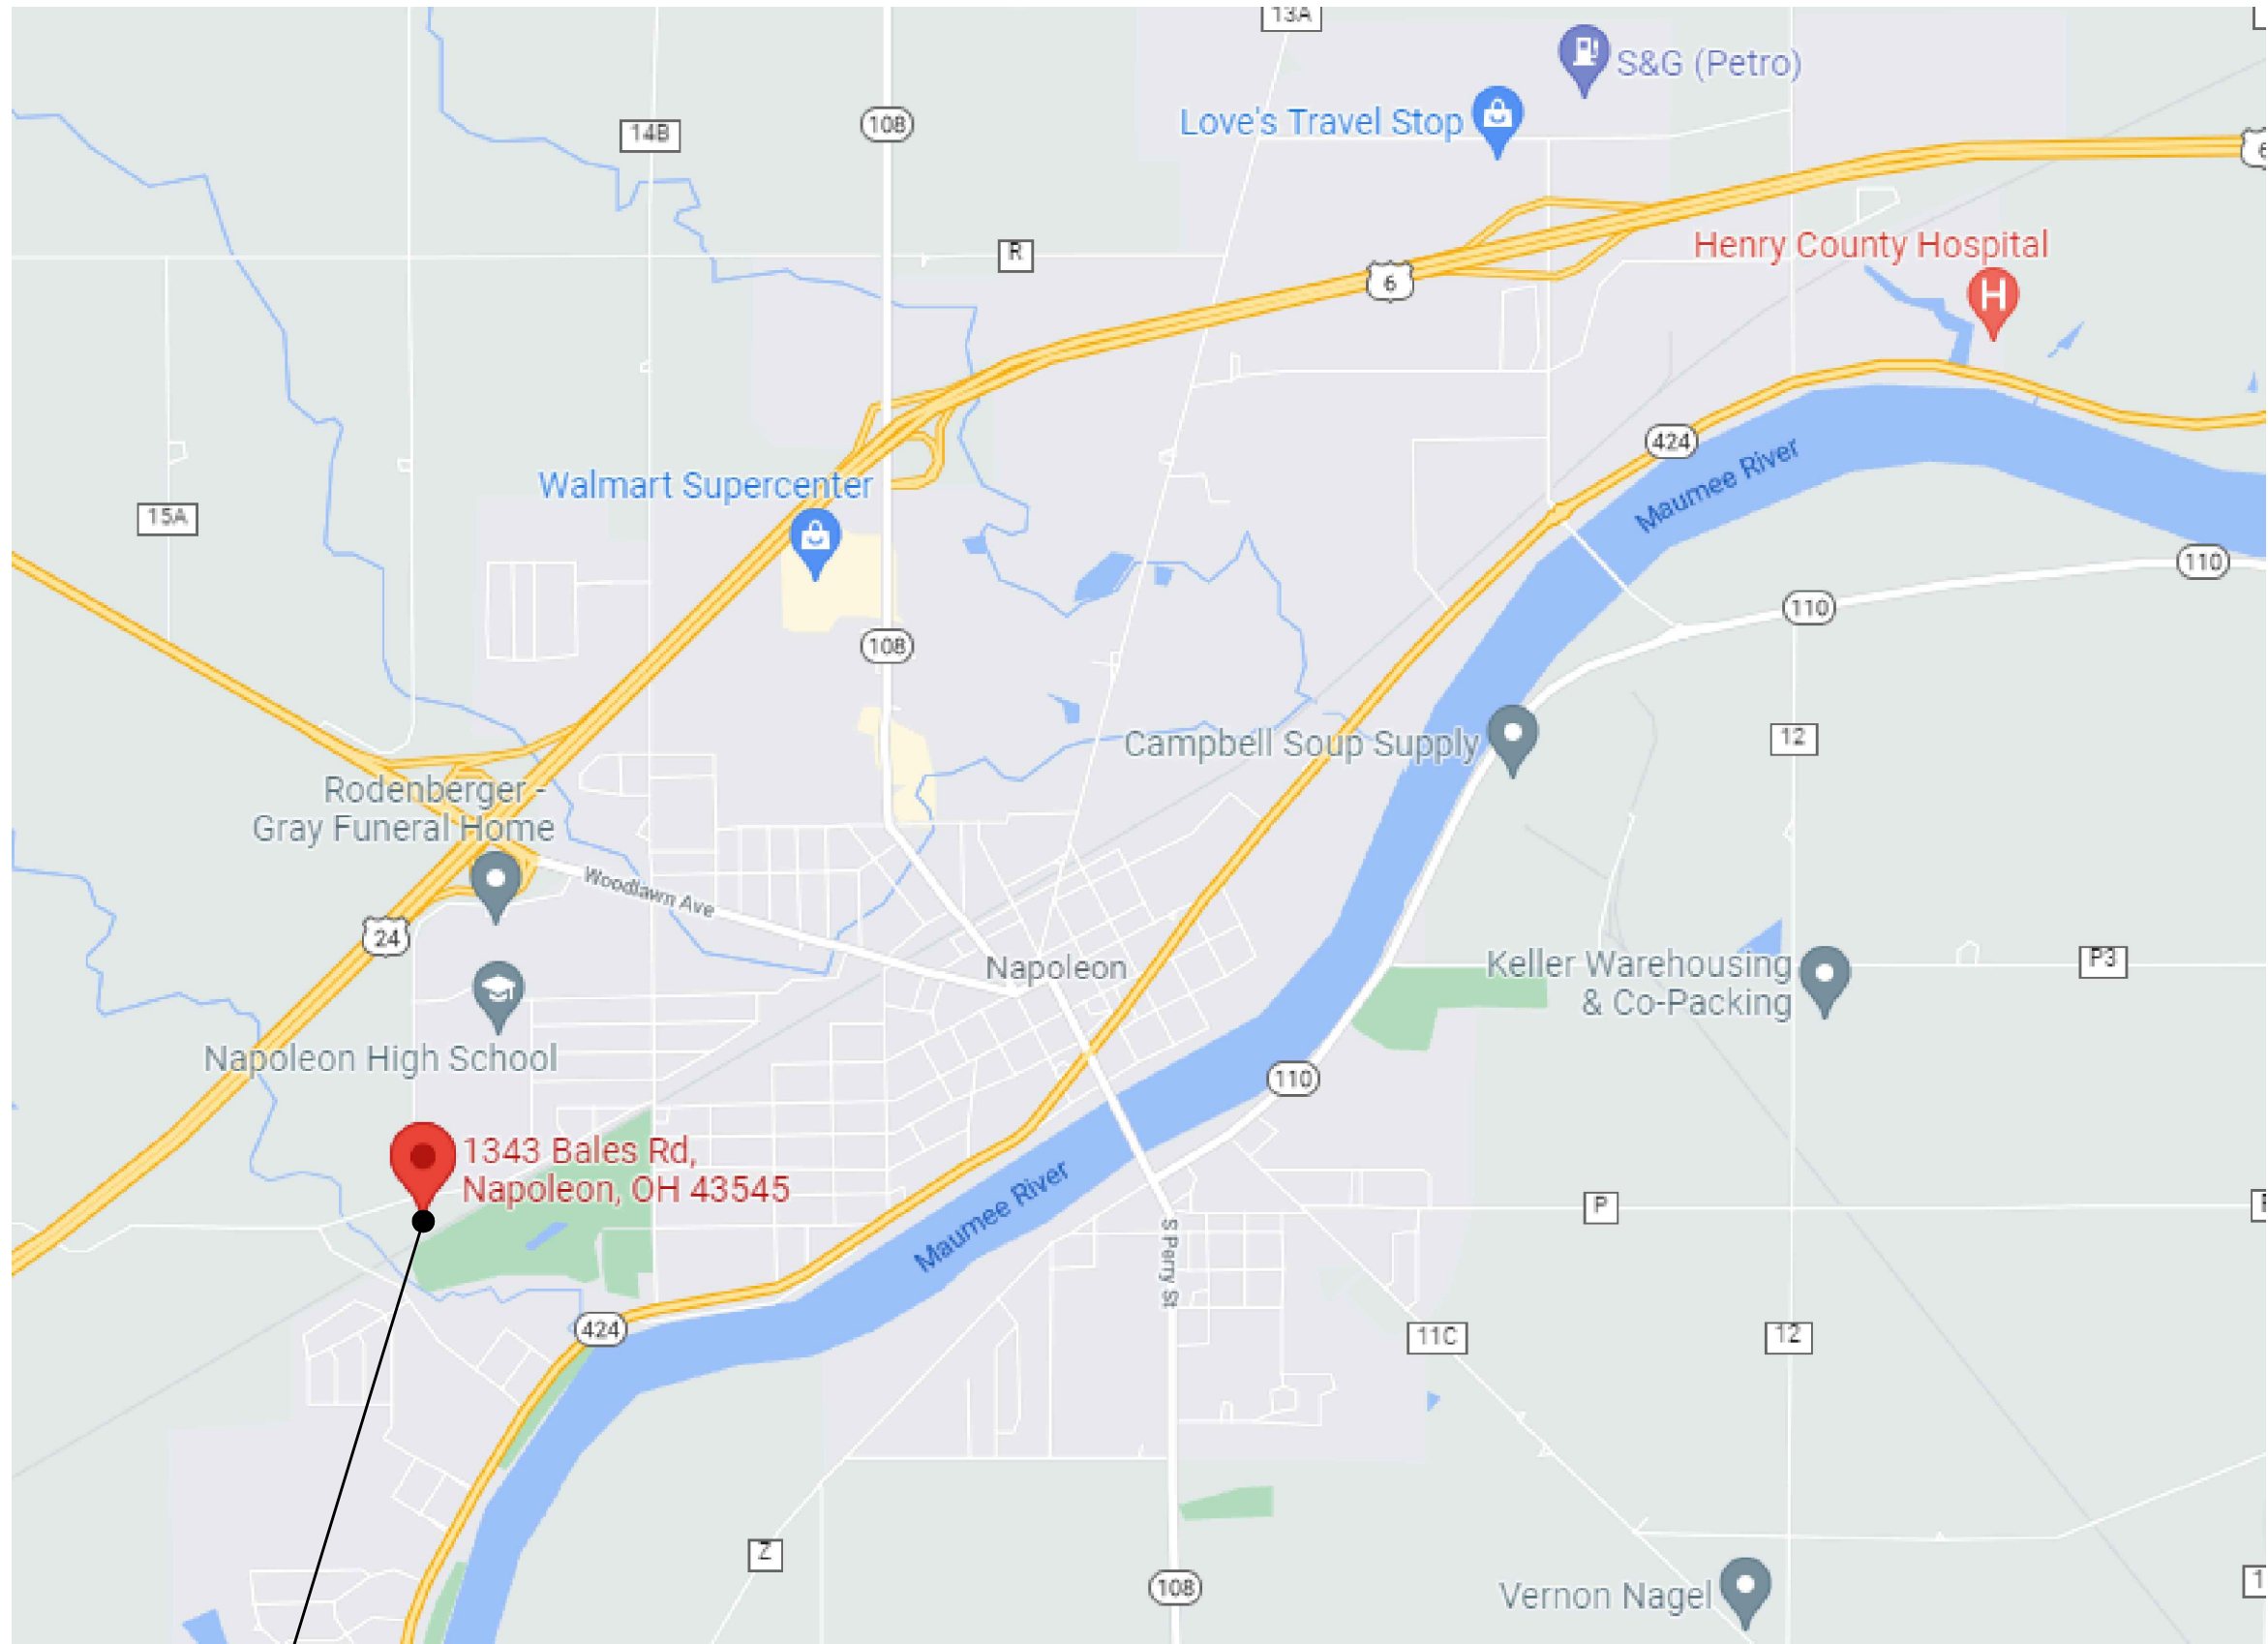 13A
S&G (Petro)
Love's Travel Stop
14B
108
6
R
Henry County Hospital
H
6
424
Maumee River
Walmart Supercenter
15A
110
110
108
Campbell Soup Supply
12
Rodenberger -
Gray Funeral Home
Woodlawn Ave
24
Napoleon
Keller Warehousing
& Co-Packing
P3
Napoleon High School
110
1343 Bales Rd,
Napoleon, OH 43545
Maumee River
P
S Perry St
424
11C
12
Z
108
Vernon Nagel